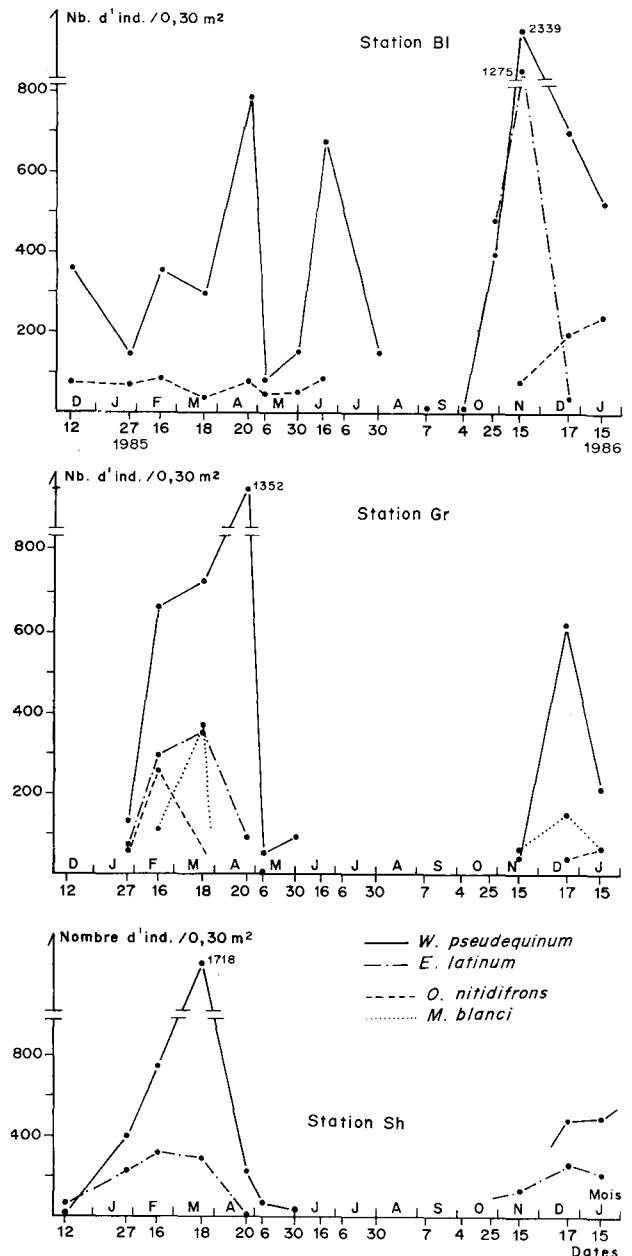 Nb. d'ind. /0,30 m²
Station Bl
2339
1275
800
600
400
200
D J F M A M J J A S O N D J
12 27 16 18 20 6 30 16 6 30 7 4 25 15 17 15
1985 1986
Nb. d'ind. /0,30 m²
Station Gr
1352
800
600
400
200
D J F M A M J J A S O N D J
12 27 16 18 20 6 30 16 6 30 7 4 25 15 17 15
Nombre d'ind. /0,30 m²
1718
W. pseudequinum
E. latinum
O. nitidifrons
M. blanci
800
400
Station Sh
Mois
D J F M A M J J A S O N D J
12 27 16 18 20 6 30 16 6 30 7 4 25 15 17 15
Dates